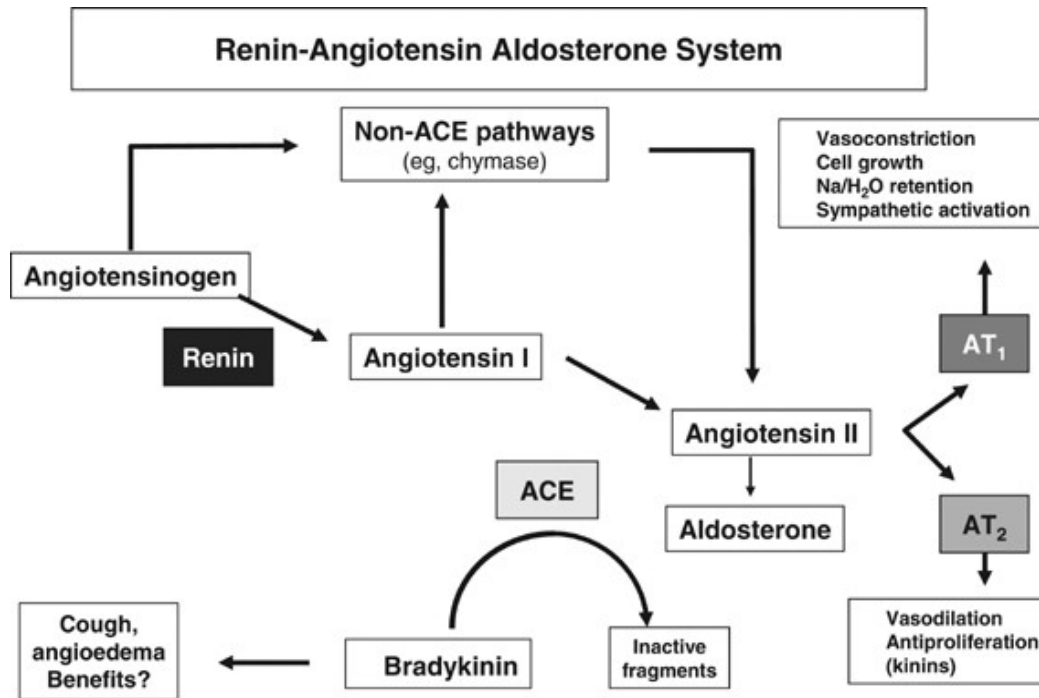 Renin-Angiotensin Aldosterone System
Non-ACE pathways
(eg, chymase)
Vasoconstriction
Cell growth
Na/H₂O retention
Sympathetic activation
Angiotensinogen
Renin
Angiotensin I
AT₁
Angiotensin II
ACE
Aldosterone
AT₂
Cough,
angioedema
Benefits?
Bradykinin
Inactive
fragments
Vasodilation
Antiproliferation
(kinins)